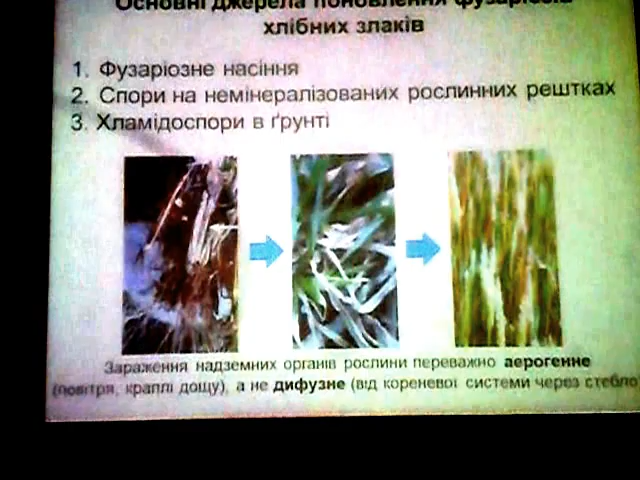 Основні джерела поновлення фузаріозів
хлібних злаків
1. Фузаріозне насіння
2. Спори на немінералізованих рослинних рештках
3. Хламідоспори в ґрунті
Зараження надземних органів рослини переважно аерогенне
(повітря, краплі дощу), а не дифузне (від кореневої системи через стебло